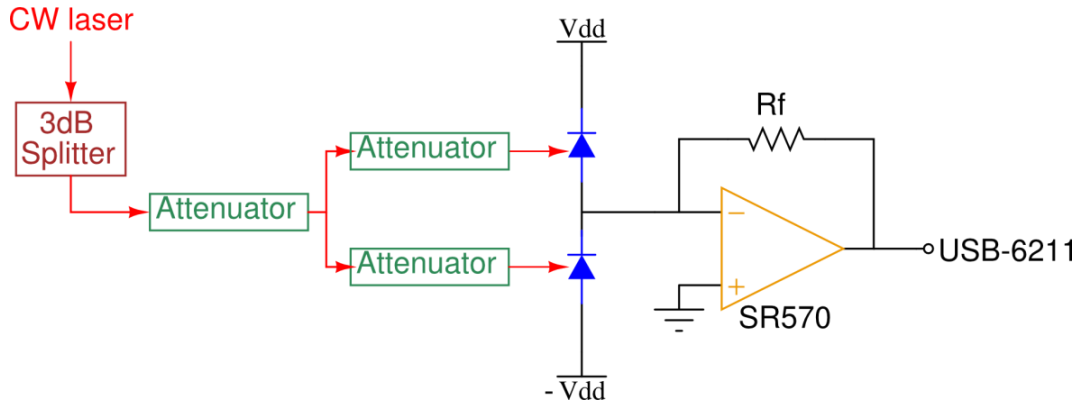 CW laser
3dB
Splitter
Attenuator
Attenuator
Attenuator
Vdd
- Vdd
Rf
−
+
SR570
USB-6211